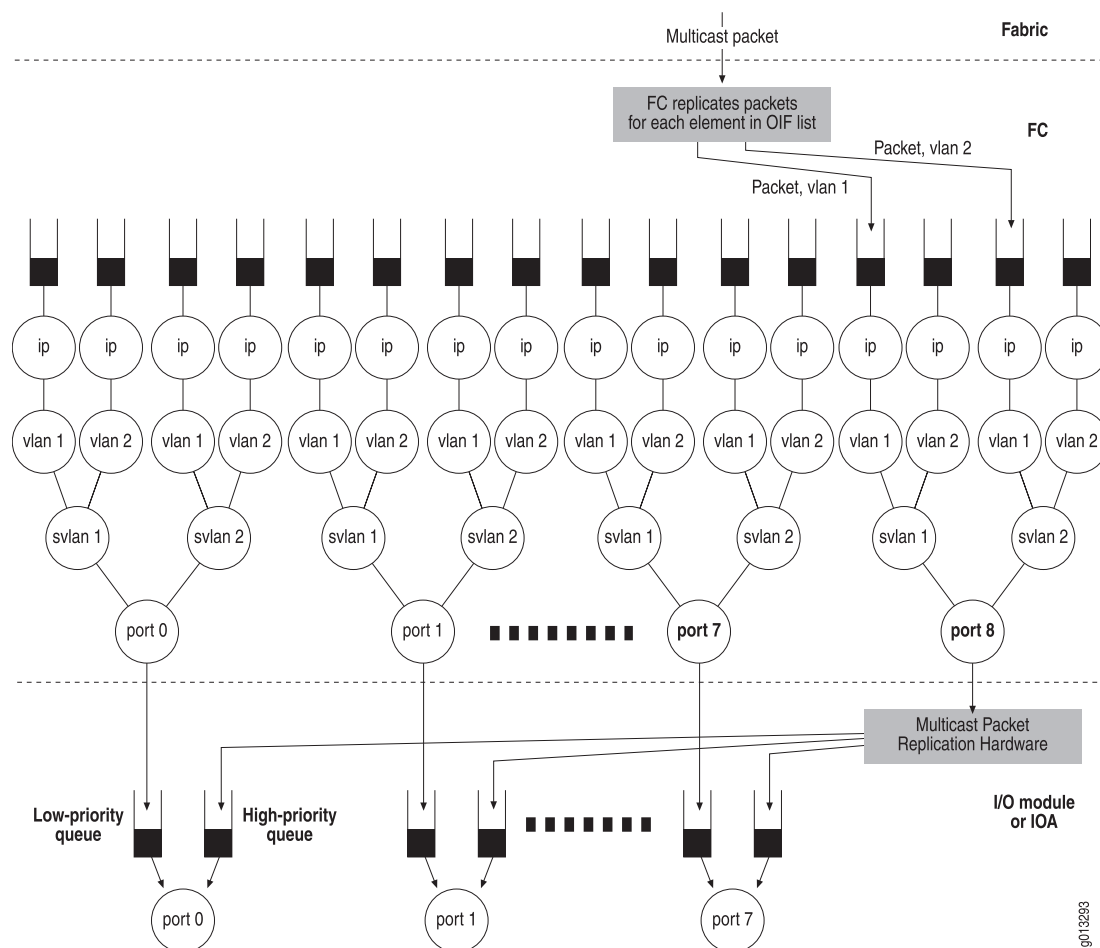 Multicast packet
Fabric
FC replicates packets
for each element in OIF list
FC
Packet, vlan 2
Packet, vlan 1
ip ip ip ip ip ip ip ip ip ip ip ip ip ip ip ip
vlan 1 vlan 2 vlan 1 vlan 2 vlan 1 vlan 2 vlan 1 vlan 2 vlan 1 vlan 2 vlan 1 vlan 2 vlan 1 vlan 2 vlan 1 vlan 2
svlan 1 svlan 2 svlan 1 svlan 2 svlan 1 svlan 2 svlan 1 svlan 2
port 0 port 1 port 7 port 8
Multicast Packet
Replication Hardware
Low-priority
queue
High-priority
queue
I/O module
or IOA
port 0 port 1 port 7
g013293